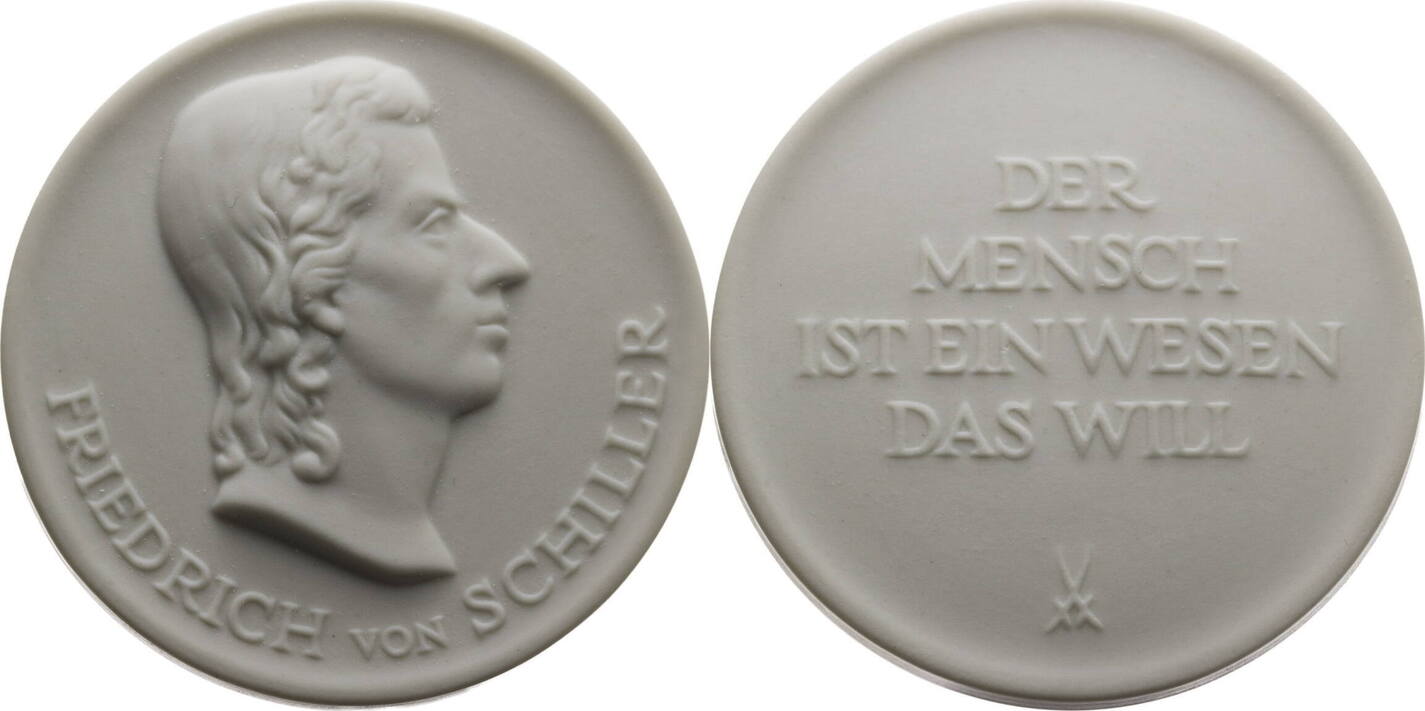 FRIEDRICH VON SCHILLER
DER
MENSCH
IST EIN WESEN
DAS WILL